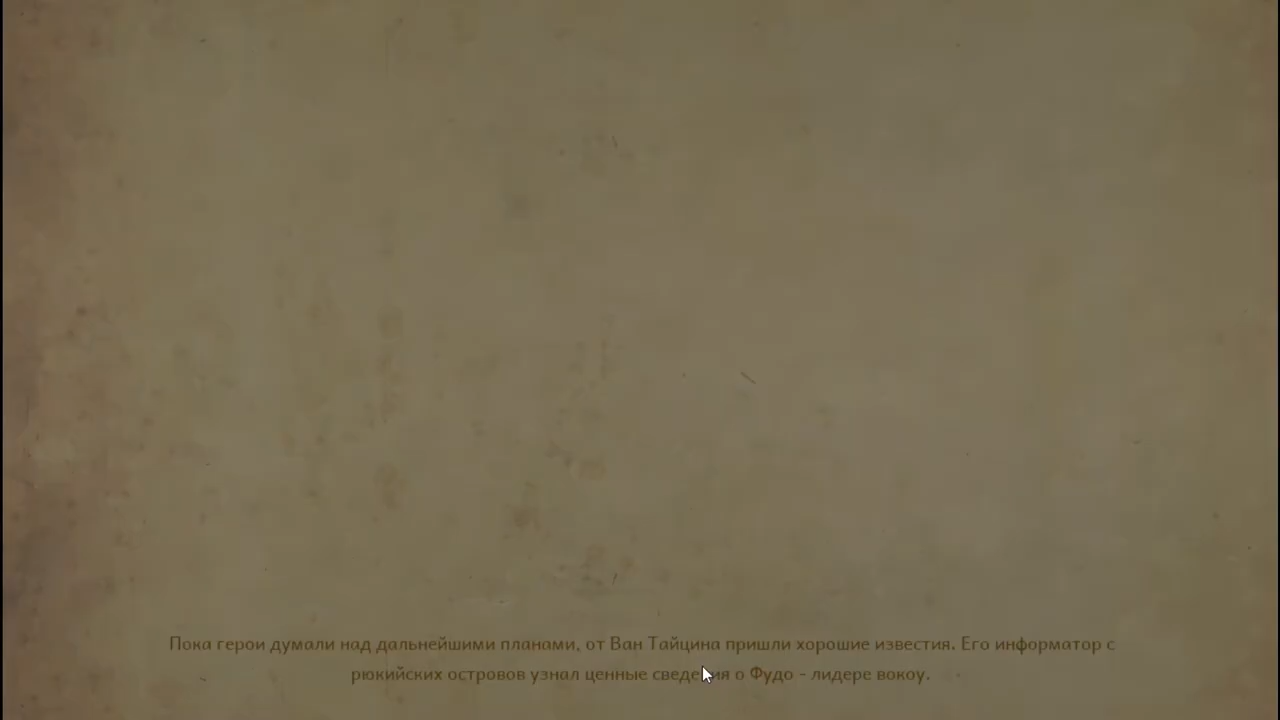 Пока герои думали над дальнейшими планами, от Ван Тайцина пришли хорошие известия. Его информатор с
рюкийских островов узнал ценные сведения о Фудо - лидере вокоу.